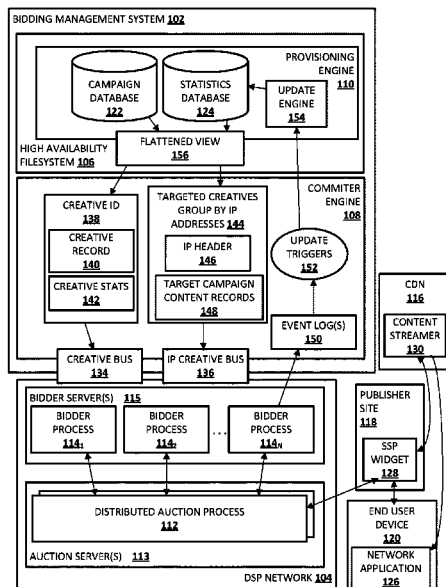 BIDDING MANAGEMENT SYSTEM 102
PROVISIONING
ENGINE
110
CAMPAIGN
DATABASE
122
STATISTICS
DATABASE
124
UPDATE
ENGINE
154
HIGH AVAILABILITY
FILESYSTEM 106
FLATTENED VIEW
156
COMMITER
ENGINE
108
CREATIVE ID
138
CREATIVE
RECORD
140
CREATIVE STATS
142
TARGETED CREATIVES
GROUP BY IP
ADDRESSES 144
IP HEADER
146
TARGET CAMPAIGN
CONTENT RECORDS
148
UPDATE
TRIGGERS
152
EVENT LOG(S)
150
CREATIVE BUS
134
IP CREATIVE BUS
136
CDN
116
CONTENT
STREAMER
130
BIDDER SERVER(S) 115
BIDDER
PROCESS
114₁
BIDDER
PROCESS
114₂
...
BIDDER
PROCESS
114N
PUBLISHER
SITE
118
SSP
WIDGET
128
DISTRIBUTED AUCTION PROCESS
112
AUCTION SERVER(S) 113
DSP NETWORK 104
END USER
DEVICE
120
NETWORK
APPLICATION
126